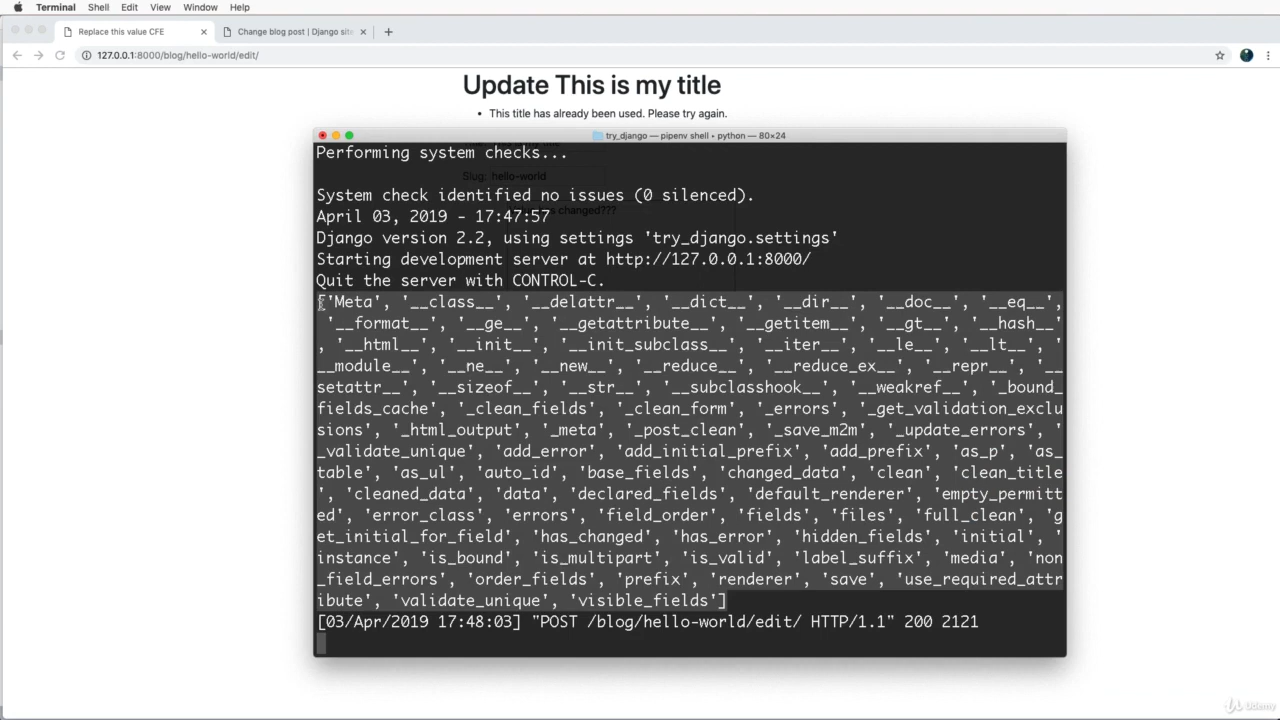 Terminal Shell Edit View Window Help
Replace this value CFE
Change blog post | Django site
127.0.0.1:8000/blog/hello-world/edit/
Update This is my title
• This title has already been used. Please try again.
try_django — pipenv shell • python — 80×24
Performing system checks...
Slug: hello-world
System check identified no issues (0 silenced).
changed???
April 03, 2019 - 17:47:57
Django version 2.2, using settings 'try_django.settings'
Starting development server at http://127.0.0.1:8000/
Quit the server with CONTROL-C.
['Meta', '__class__', '__delattr__', '__dict__', '__dir__', '__doc__', '__eq__',
'__format__', '__ge__', '__getattribute__', '__getitem__', '__gt__', '__hash__'
, '__html__', '__init__', '__init_subclass__', '__iter__', '__le__', '__lt__', '
__module__', '__ne__', '__new__', '__reduce__', '__reduce_ex__', '__repr__', '__
setattr__', '__sizeof__', '__str__', '__subclasshook__', '__weakref__', '_bound_
fields_cache', '_clean_fields', '_clean_form', '_errors', '_get_validation_exclu
sions', '_html_output', '_meta', '_post_clean', '_save_m2m', '_update_errors', '
_validate_unique', 'add_error', 'add_initial_prefix', 'add_prefix', 'as_p', 'as_
table', 'as_ul', 'auto_id', 'base_fields', 'changed_data', 'clean', 'clean_title
', 'cleaned_data', 'data', 'declared_fields', 'default_renderer', 'empty_permitt
ed', 'error_class', 'errors', 'field_order', 'fields', 'files', 'full_clean', 'g
et_initial_for_field', 'has_changed', 'has_error', 'hidden_fields', 'initial', '
instance', 'is_bound', 'is_multipart', 'is_valid', 'label_suffix', 'media', 'non
_field_errors', 'order_fields', 'prefix', 'renderer', 'save', 'use_required_attr
ibute', 'validate_unique', 'visible_fields']
[03/Apr/2019 17:48:03] "POST /blog/hello-world/edit/ HTTP/1.1" 200 2121
Udemy